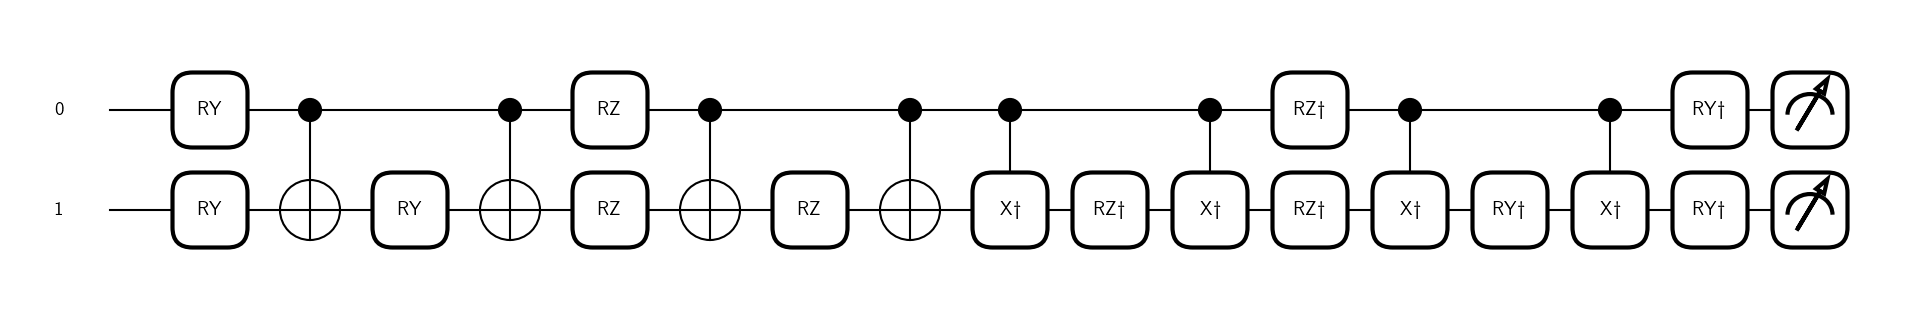 0 RY RZ RZ† RY†
1 RY RY RZ RZ X† RZ† X† RZ† X† RY† X† RY†